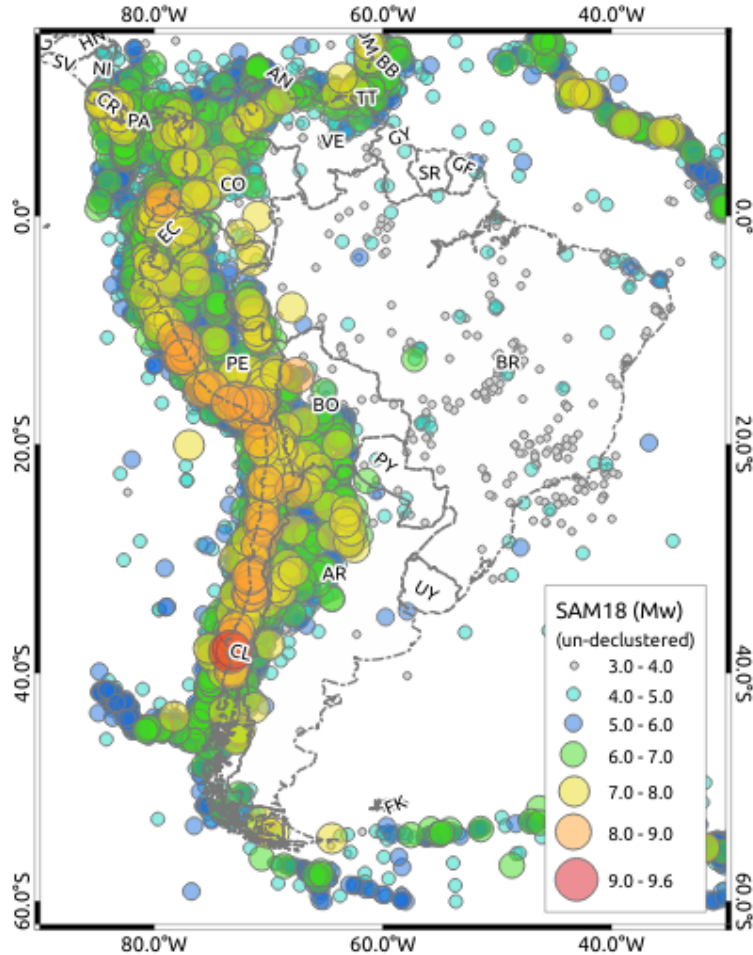 80.0°W 60.0°W 40.0°W
HN
SV
NI
CR
PA
AN
DM
BB
TT
VE
GY
SR
GF
CO
0.0° 0.0°
EC
PE
BR
BO
20.0°S 20.0°S
PY
AR
UY
CL
SAM18 (Mw)
(un-declustered)
3.0 - 4.0
4.0 - 5.0
5.0 - 6.0
6.0 - 7.0
7.0 - 8.0
8.0 - 9.0
9.0 - 9.6
40.0°S 40.0°S
FK
60.0°S 60.0°S
80.0°W 60.0°W 40.0°W